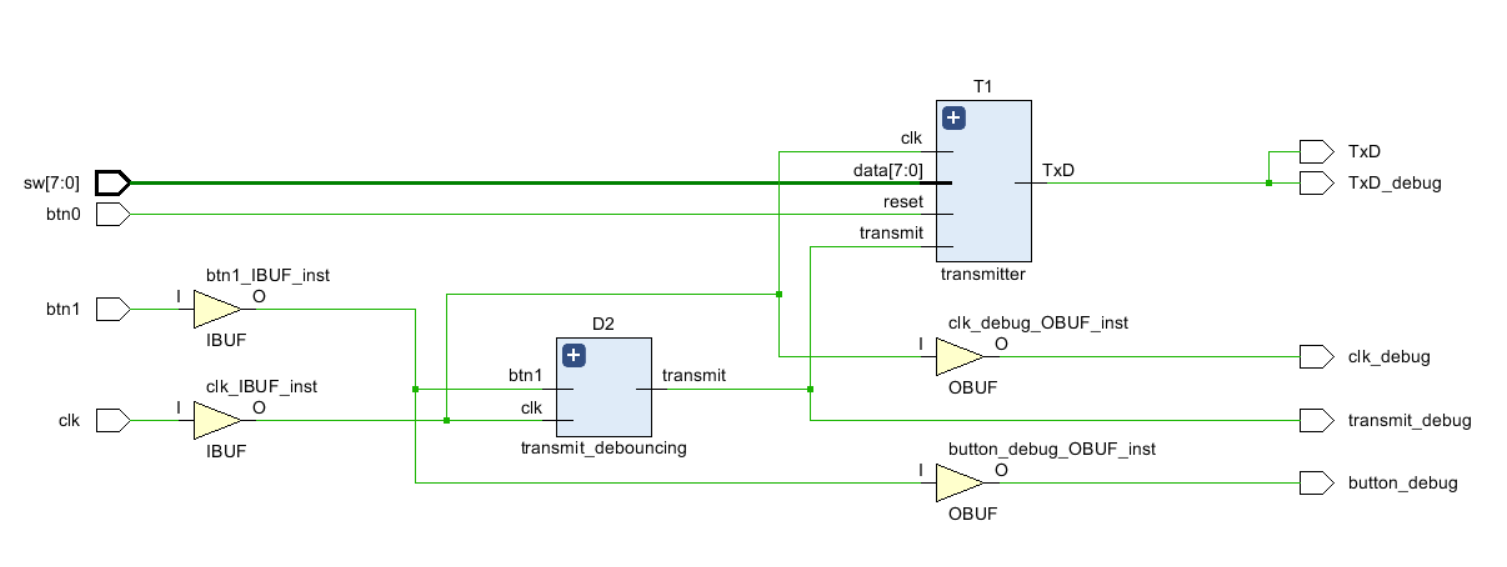 T1
clk
data[7:0]
reset
transmit
TxD
transmitter
TxD
TxD_debug
sw[7:0]
btn0
btn1_IBUF_inst
btn1
I
O
IBUF
clk_IBUF_inst
clk
I
O
IBUF
D2
btn1
clk
transmit
transmit_debouncing
clk_debug_OBUF_inst
I
O
OBUF
clk_debug
transmit_debug
button_debug_OBUF_inst
I
O
OBUF
button_debug